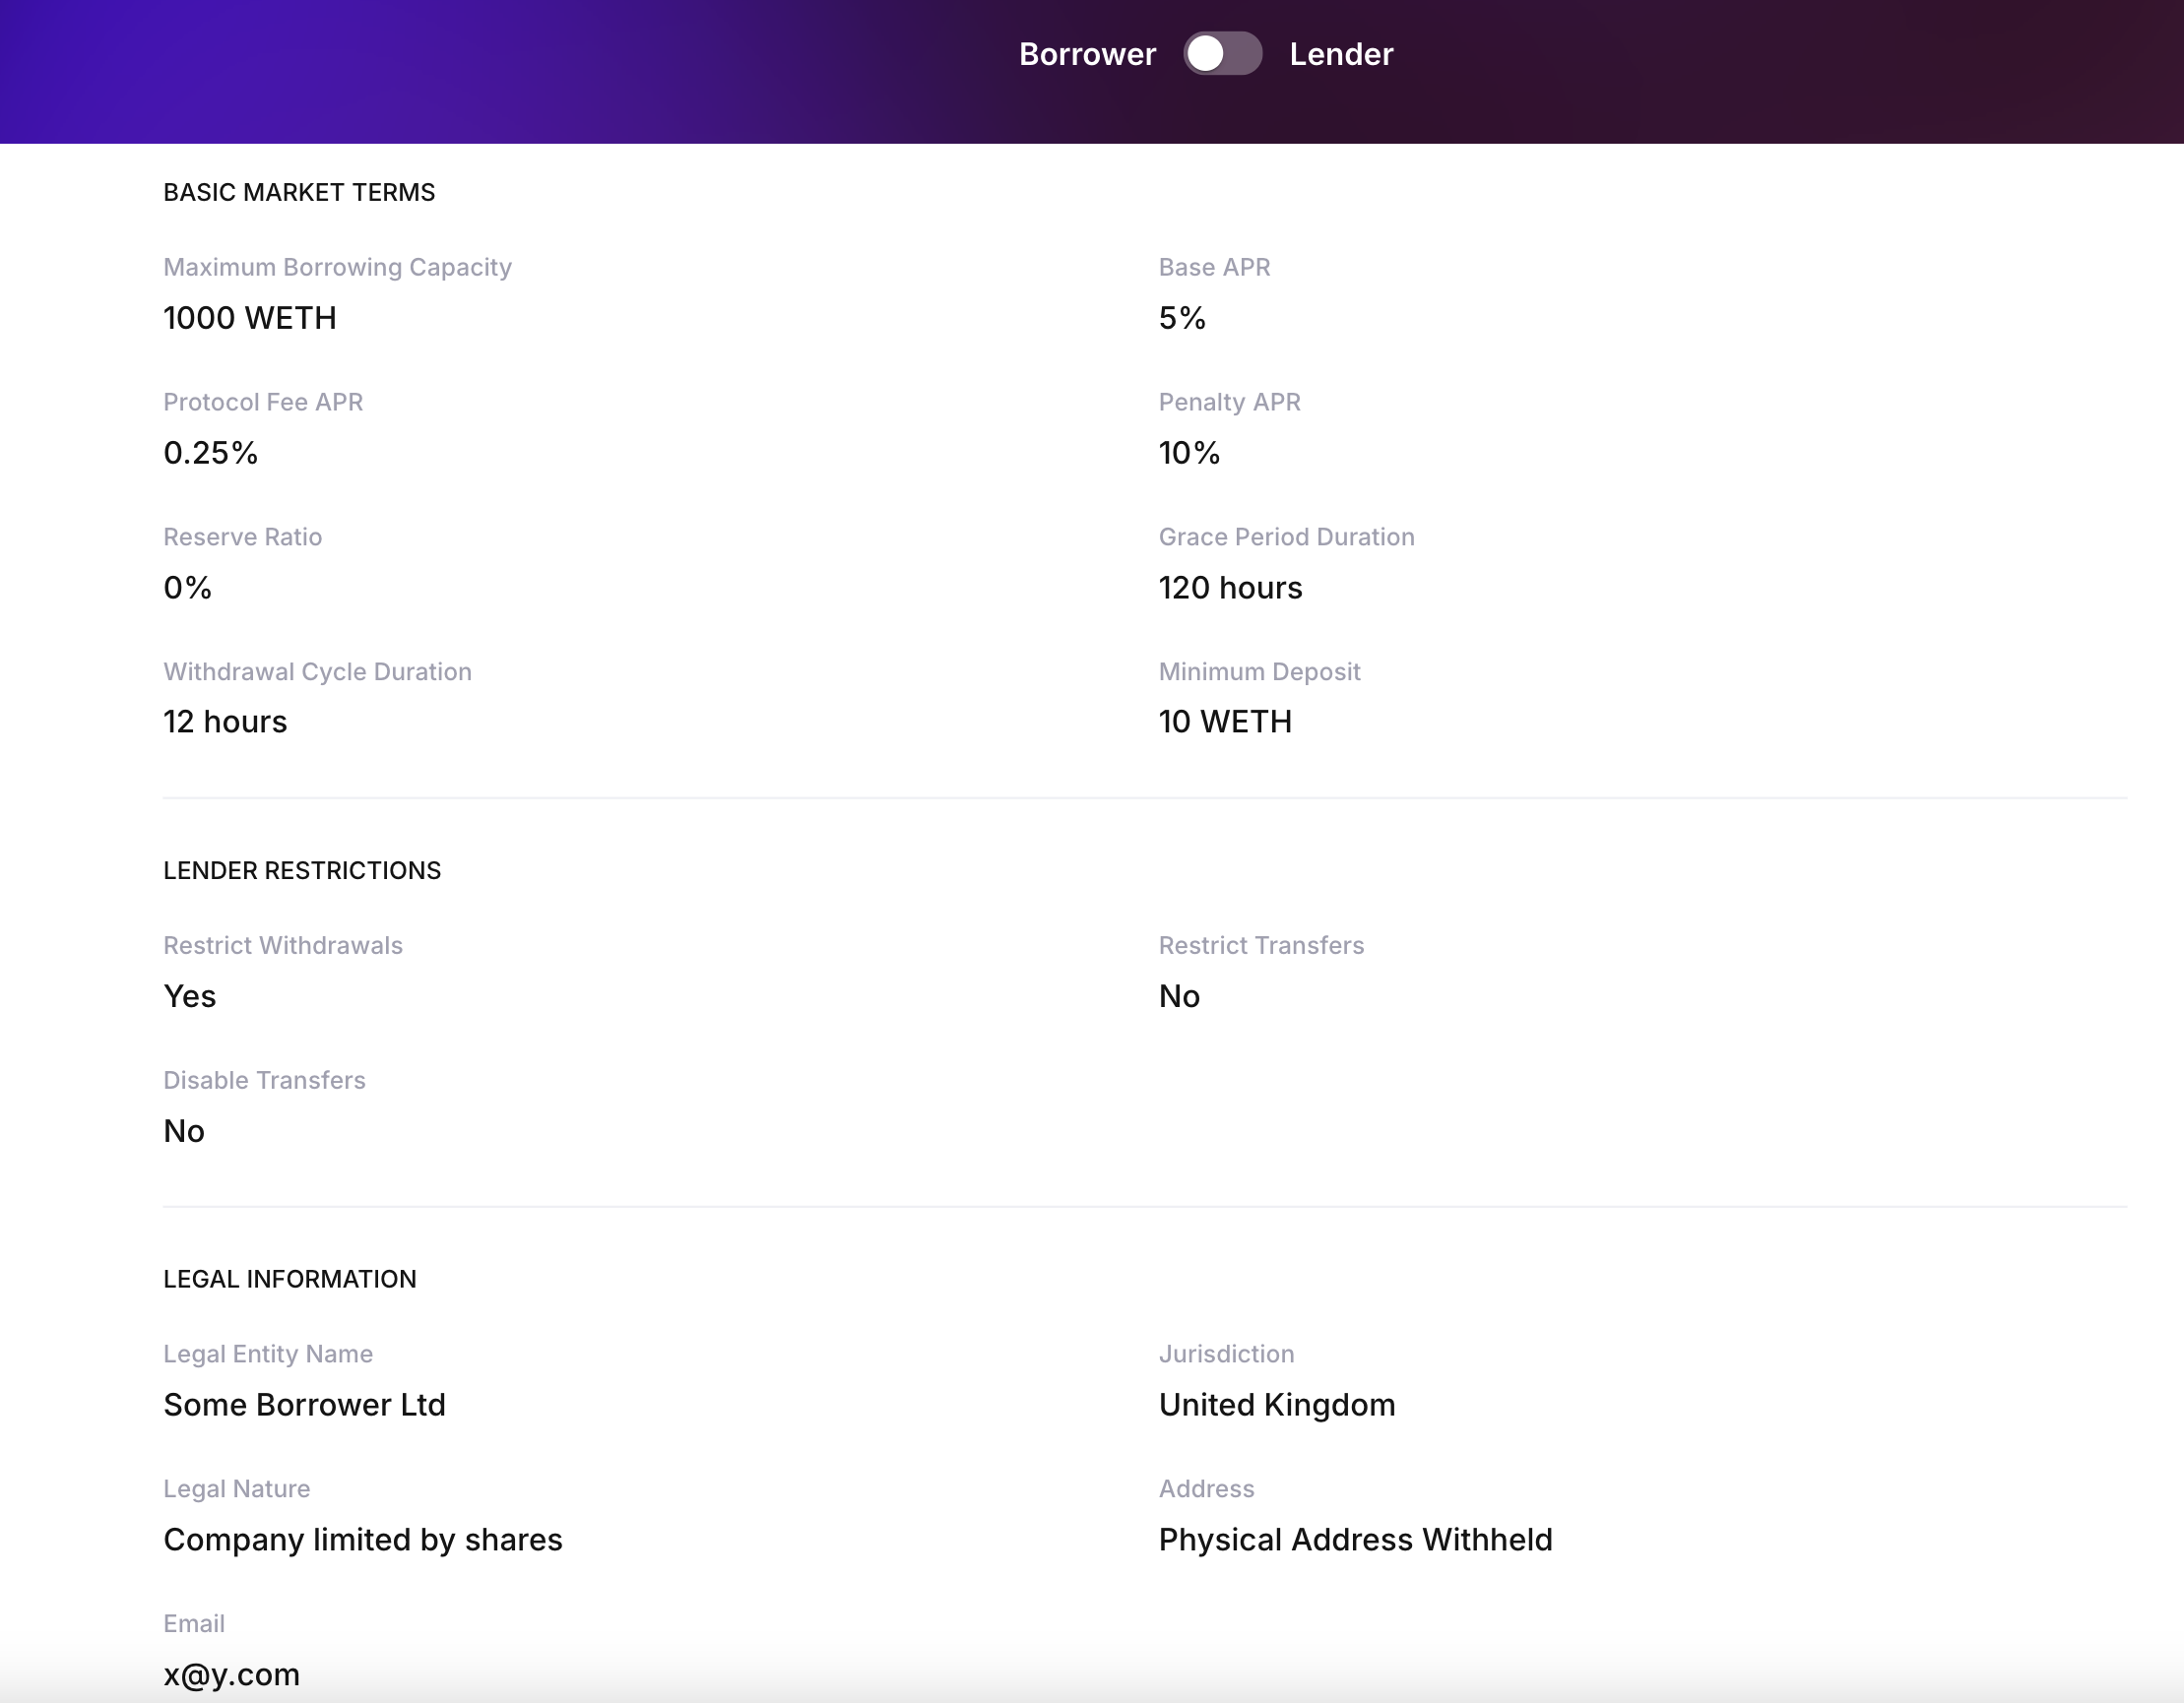 Borrower Lender
BASIC MARKET TERMS
Maximum Borrowing Capacity
1000 WETH
Base APR
5%
Protocol Fee APR
0.25%
Penalty APR
10%
Reserve Ratio
0%
Grace Period Duration
120 hours
Withdrawal Cycle Duration
12 hours
Minimum Deposit
10 WETH
LENDER RESTRICTIONS
Restrict Withdrawals
Yes
Restrict Transfers
No
Disable Transfers
No
LEGAL INFORMATION
Legal Entity Name
Some Borrower Ltd
Jurisdiction
United Kingdom
Legal Nature
Company limited by shares
Address
Physical Address Withheld
Email
x@y.com